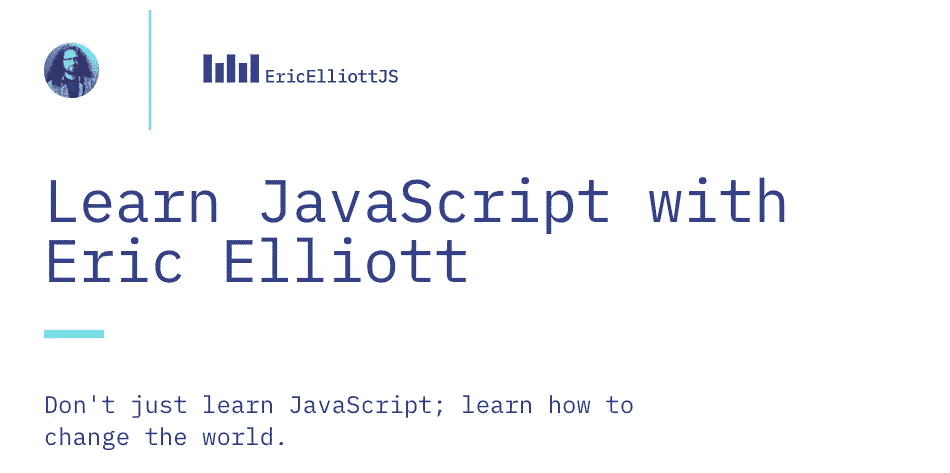 EricElliottJS
Learn JavaScript with
Eric Elliott
Don't just learn JavaScript; learn how to
change the world.